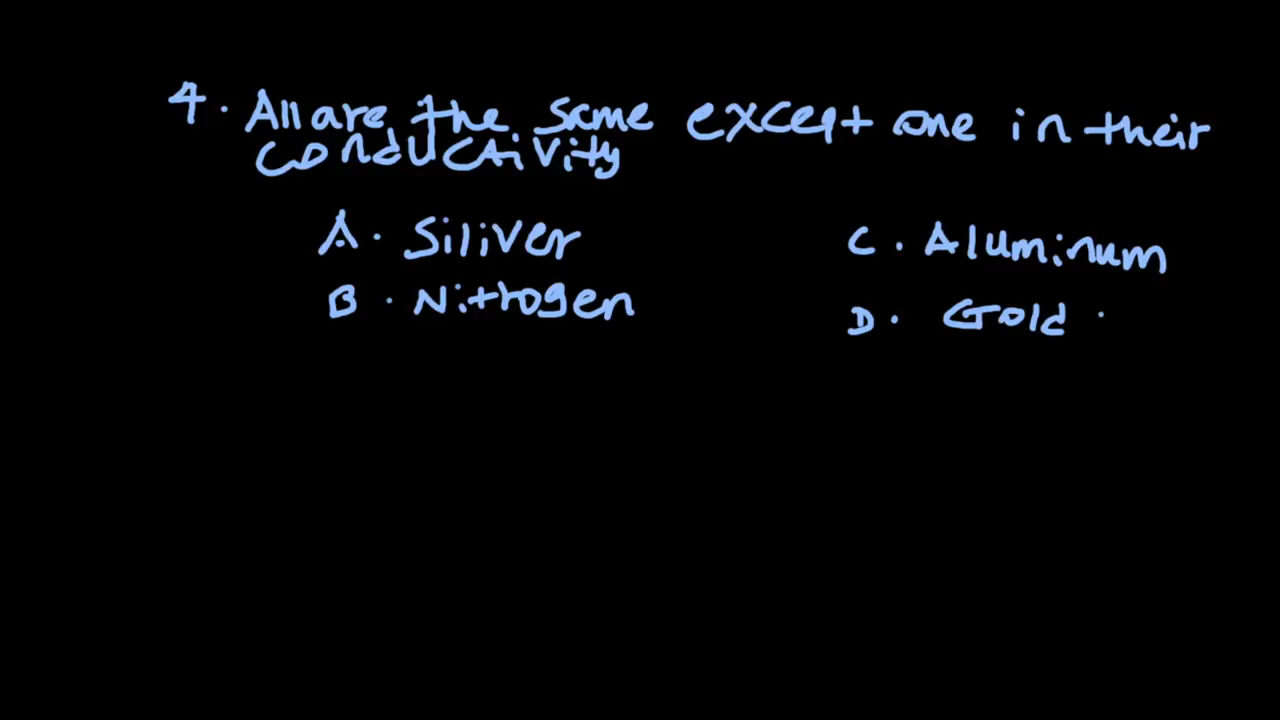 4. All are the same except one in their
conductivity
A. Siliver
B. Nitrogen
C. Aluminum
D. Gold.